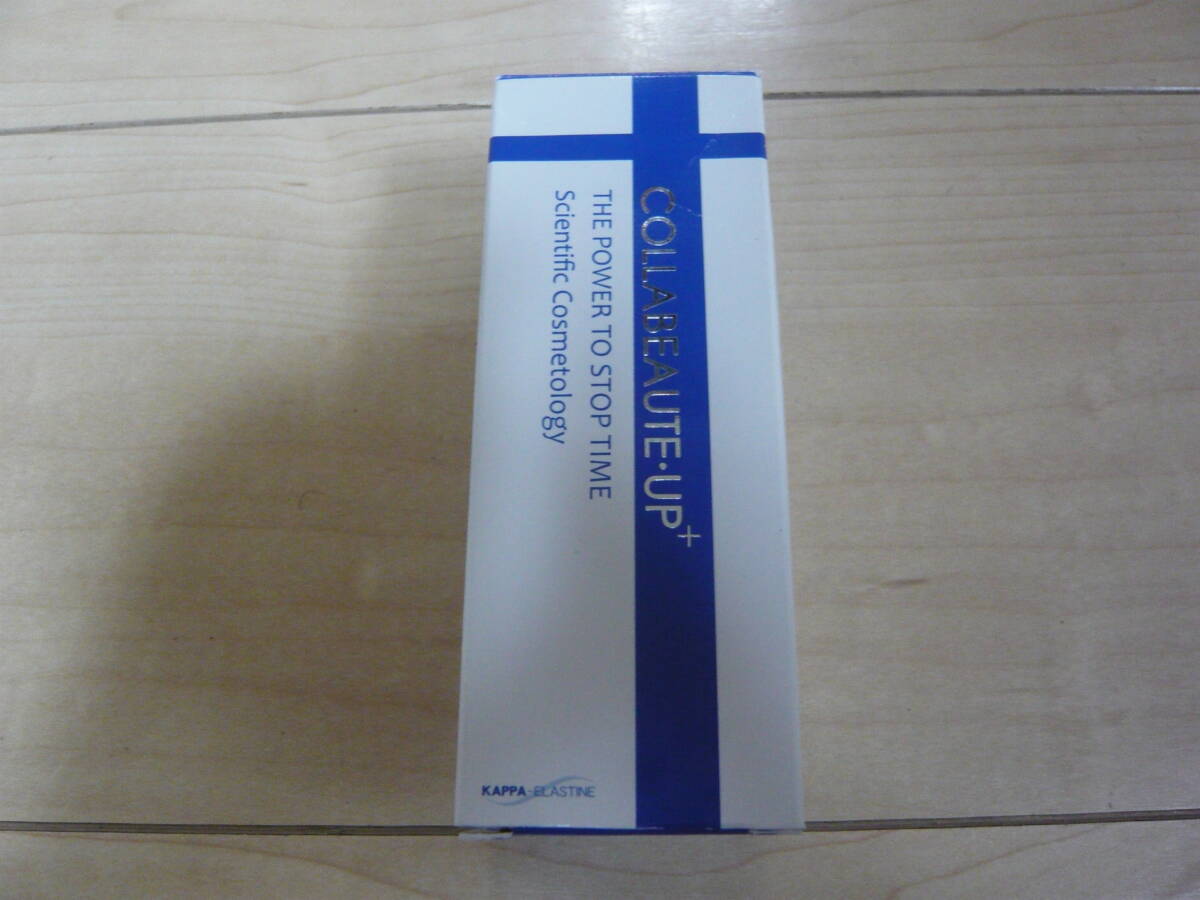 COLLABEAUTE·UP+
THE POWER TO STOP TIME
Scientific Cosmetology
KAPPA-ELASTINE